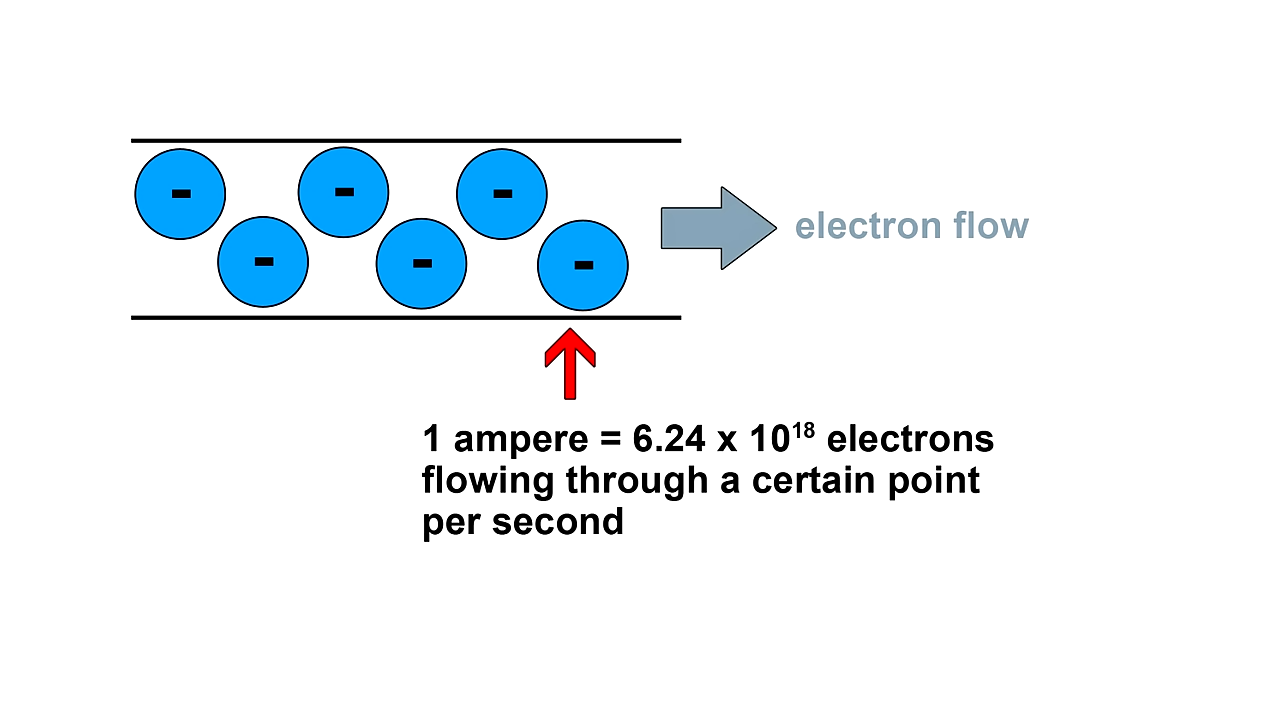 - - -
- - -
electron flow
1 ampere = 6.24 x 10¹⁸ electrons
flowing through a certain point
per second